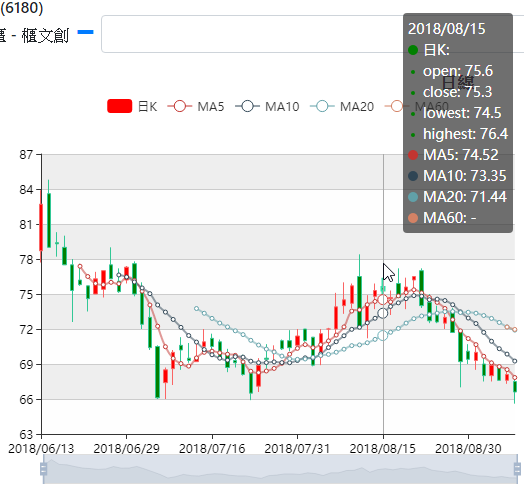 (6180)
櫃 - 櫃文創
2018/08/15
日K:
open: 75.6
close: 75.3
lowest: 74.5
highest: 76.4
MA5: 74.52
MA10: 73.35
MA20: 71.44
MA60: -
日線
日K MA5 MA10 MA20 MA60
87
84
81
78
75
72
69
66
63
2018/06/13 2018/06/29 2018/07/16 2018/07/31 2018/08/15 2018/08/30